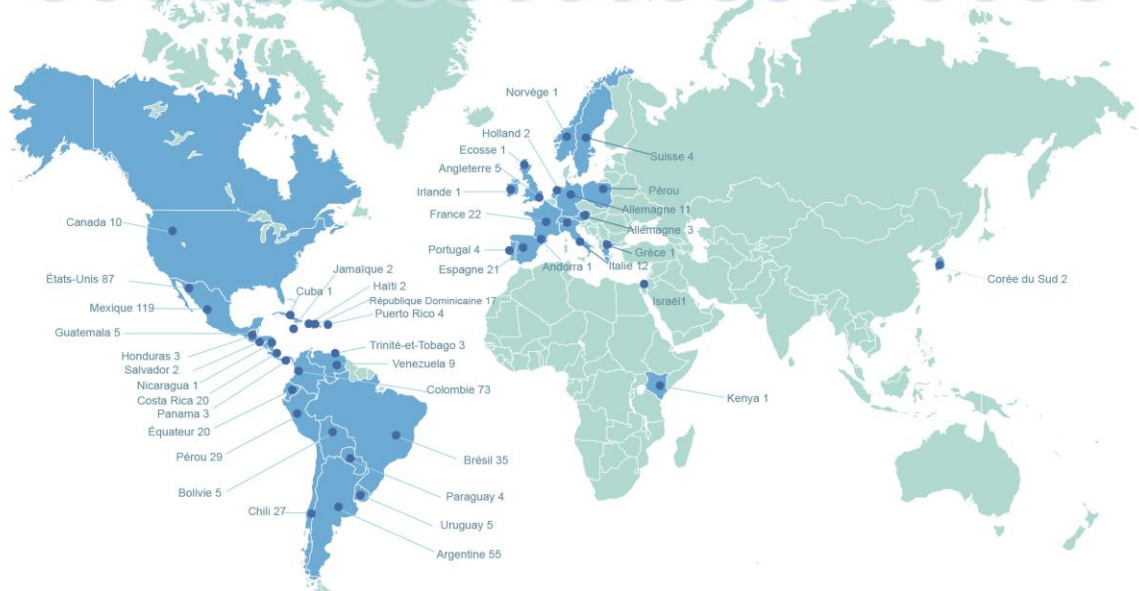 Norvège 1
Holland 2
Ecosse 1
Suisse 4
Angleterre 5
Irlande 1
Pérou
Allemagne 11
France 22
Canada 10
Allemagne 3
Portugal 4
Grèce 1
Espagne 21
Andorra 1
Italie 12
Jamaïque 2
États-Unis 87
Corée du Sud 2
Haïti 2
Cuba 1
République Dominicaine 17
Israël1
Mexique 119
Puerto Rico 4
Guatemala 5
Trinité-et-Tobago 3
Honduras 3
Venezuela 9
Salvador 2
Nicaragua 1
Colombie 73
Costa Rica 20
Kenya 1
Panama 3
Équateur 20
Pérou 29
Brésil 35
Bolivie 5
Paraguay 4
Chili 27
Uruguay 5
Argentine 55